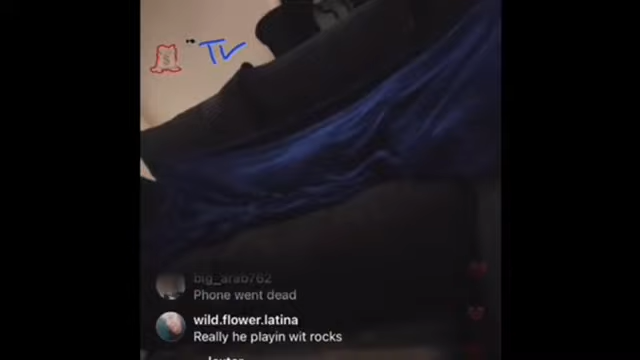 TV
big_arab762
Phone went dead
wild.flower.latina
Really he playin wit rocks